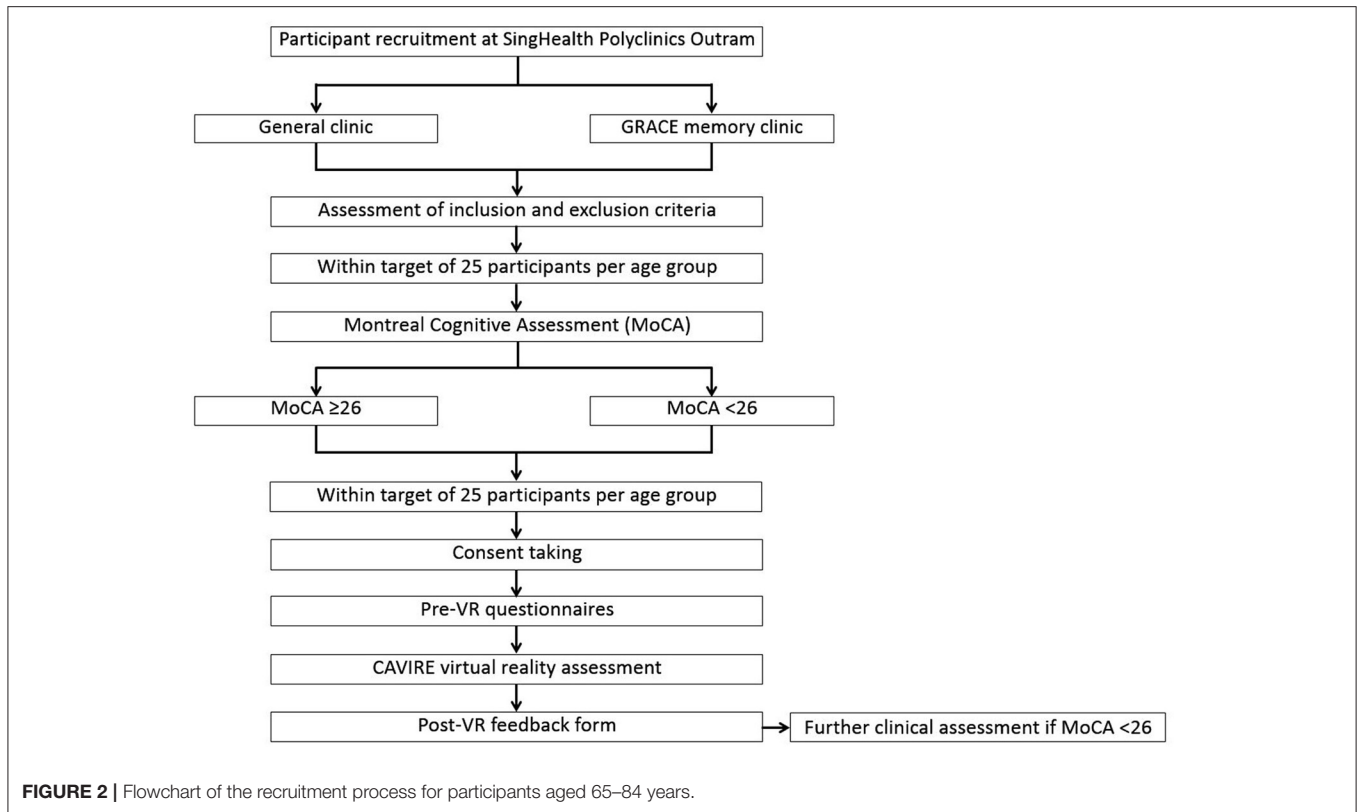 Participant recruitment at SingHealth Polyclinics Outram
General clinic
GRACE memory clinic
Assessment of inclusion and exclusion criteria
Within target of 25 participants per age group
Montreal Cognitive Assessment (MoCA)
MoCA ≥26
MoCA <26
Within target of 25 participants per age group
Consent taking
Pre-VR questionnaires
CAVIRE virtual reality assessment
Post-VR feedback form
Further clinical assessment if MoCA <26
FIGURE 2 | Flowchart of the recruitment process for participants aged 65–84 years.